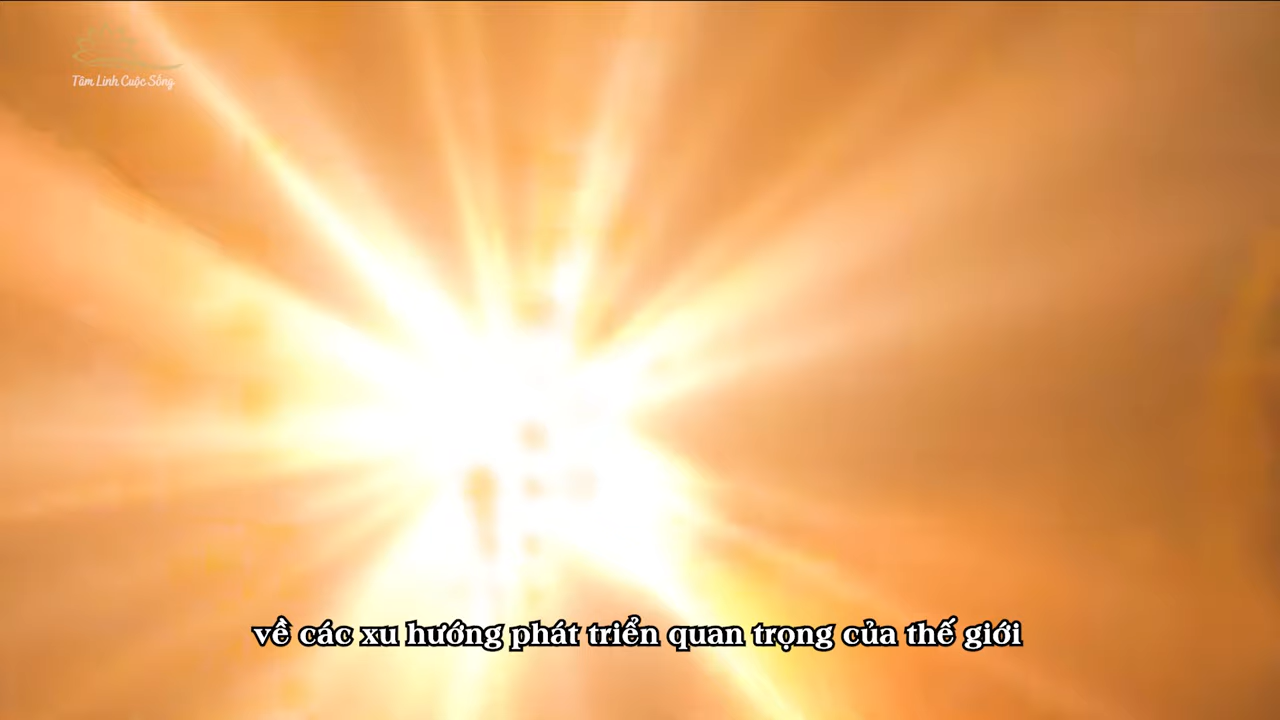 Tâm Linh Cuộc Sống
về các xu hướng phát triển quan trọng của thế giới